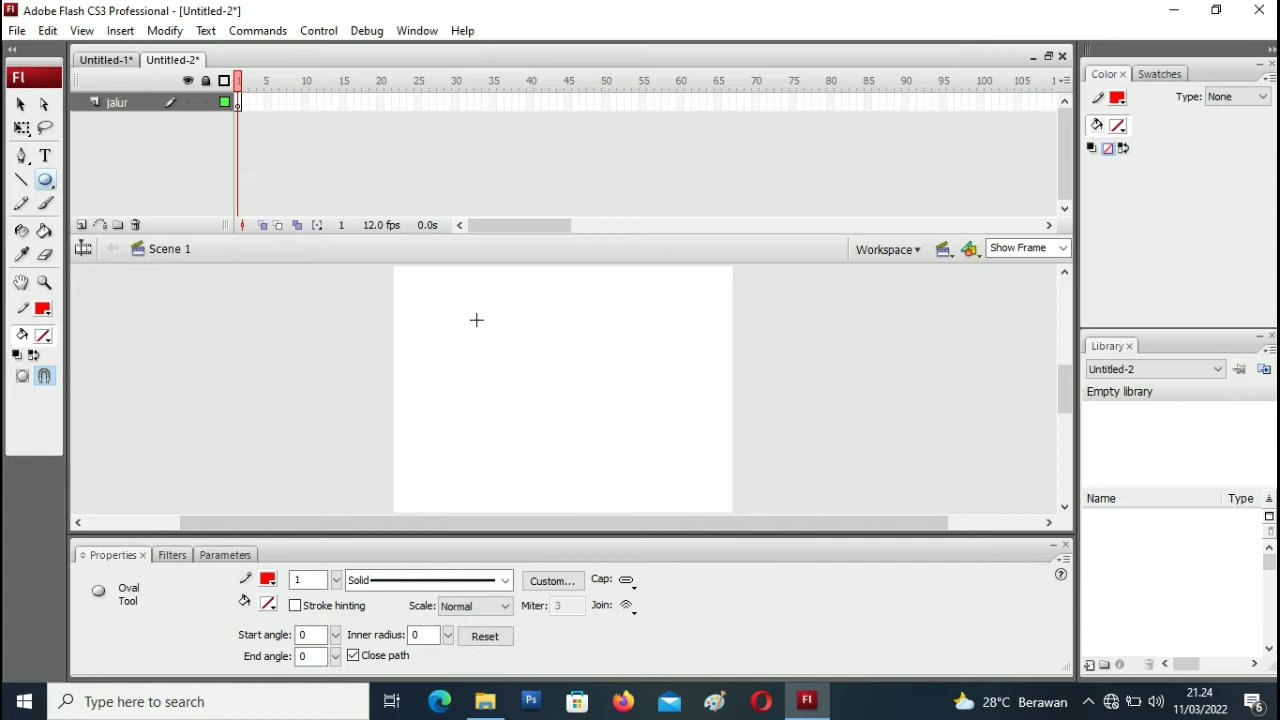 Fl Adobe Flash CS3 Professional - [Untitled-2*]
File Edit View Insert Modify Text Commands Control Debug Window Help
Untitled-1* Untitled-2*
Fl
5 10 15 20 25 30 35 40 45 50 55 60 65 70 75 80 85 90 95 100 105 1
jalur
1 12.0 fps 0.0s
Scene 1 Workspace Show Frame
Color Swatches
Type: None
Library
Untitled-2
Empty library
Name Type
Properties Filters Parameters
Oval
Tool
1 Solid Custom... Cap:
Stroke hinting Scale: Normal Miter: 3 Join:
Start angle: 0 Inner radius: 0 Reset
End angle: 0 Close path
Type here to search
Ps
Fl
28°C Berawan
21.24
11/03/2022
6